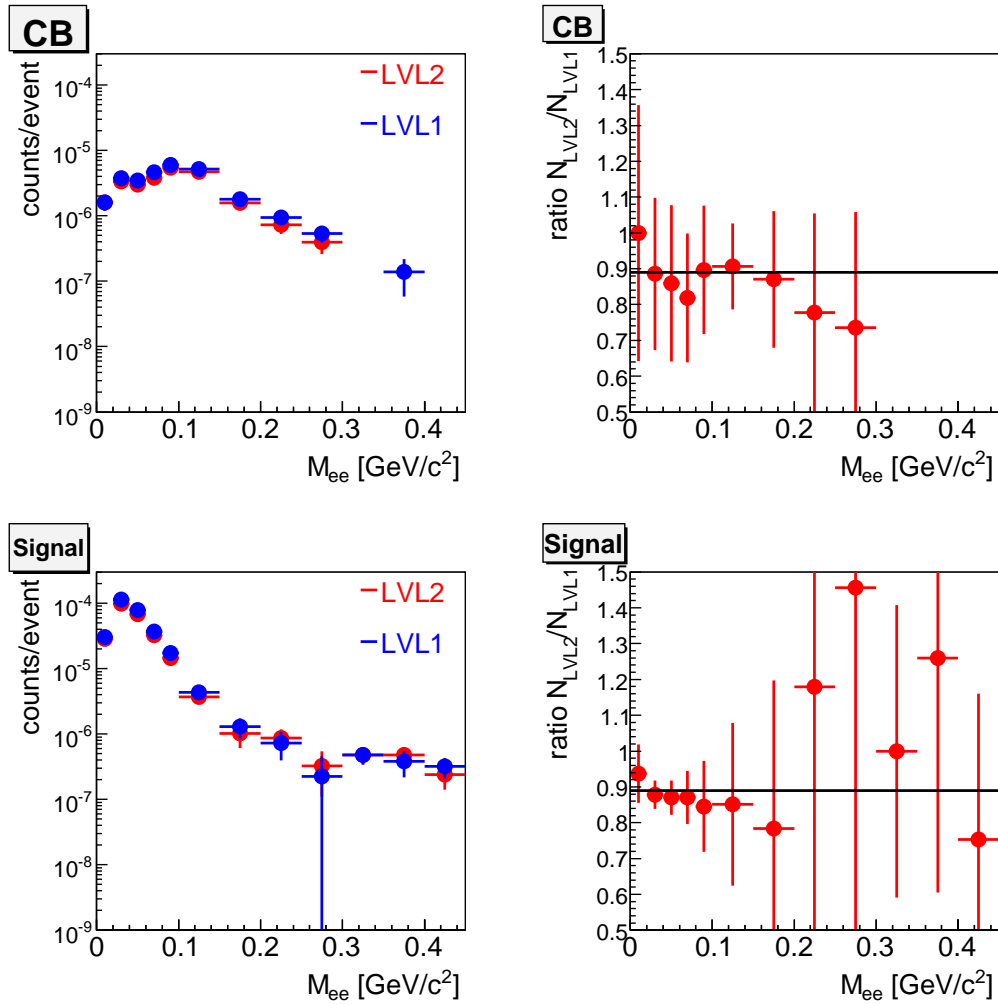 CB
counts/event
10^-4
10^-5
10^-6
10^-7
10^-8
10^-9
LVL2
LVL1
0 0.1 0.2 0.3 0.4
M_ee [GeV/c^2]
CB
ratio N_LVL2/N_LVL1
1.5
1.4
1.3
1.2
1.1
1
0.9
0.8
0.7
0.6
0.5
0 0.1 0.2 0.3 0.4
M_ee [GeV/c^2]
Signal
counts/event
10^-4
10^-5
10^-6
10^-7
10^-8
10^-9
LVL2
LVL1
0 0.1 0.2 0.3 0.4
M_ee [GeV/c^2]
Signal
ratio N_LVL2/N_LVL1
1.5
1.4
1.3
1.2
1.1
1
0.9
0.8
0.7
0.6
0.5
0 0.1 0.2 0.3 0.4
M_ee [GeV/c^2]